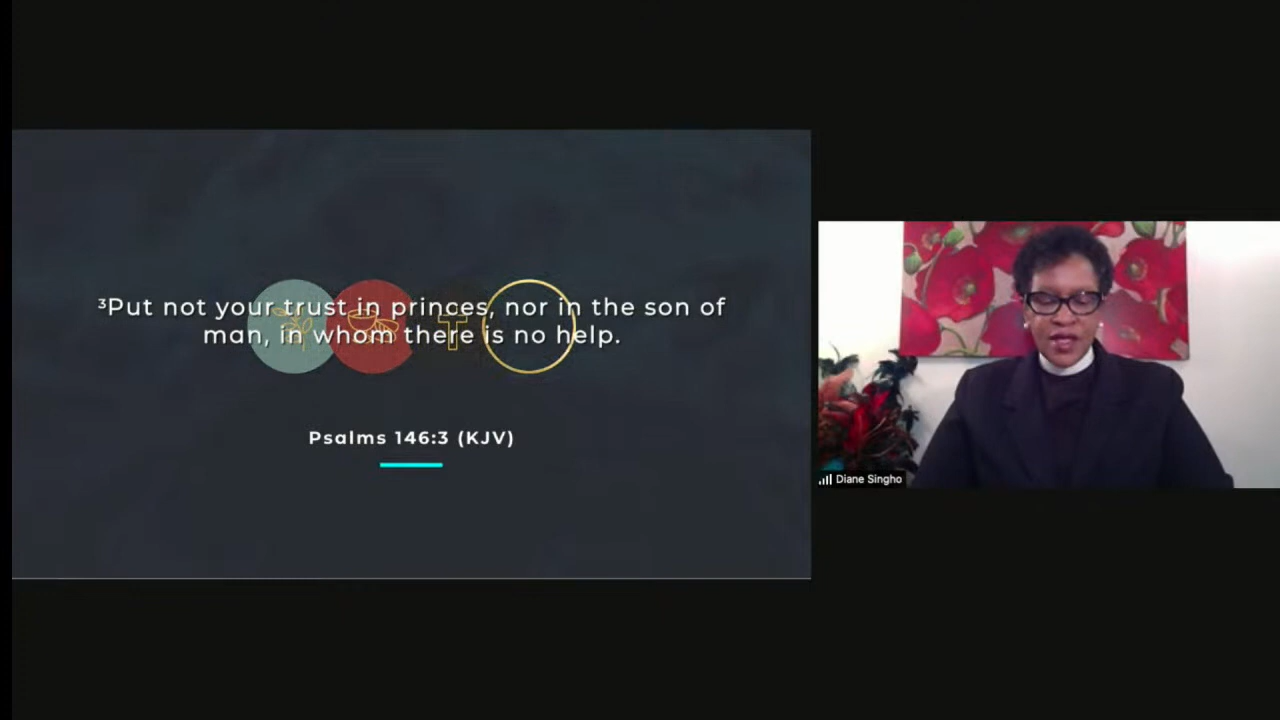 ³Put not your trust in princes, nor in the son of
man, in whom there is no help.
T
Psalms 146:3 (KJV)
Diane Singho